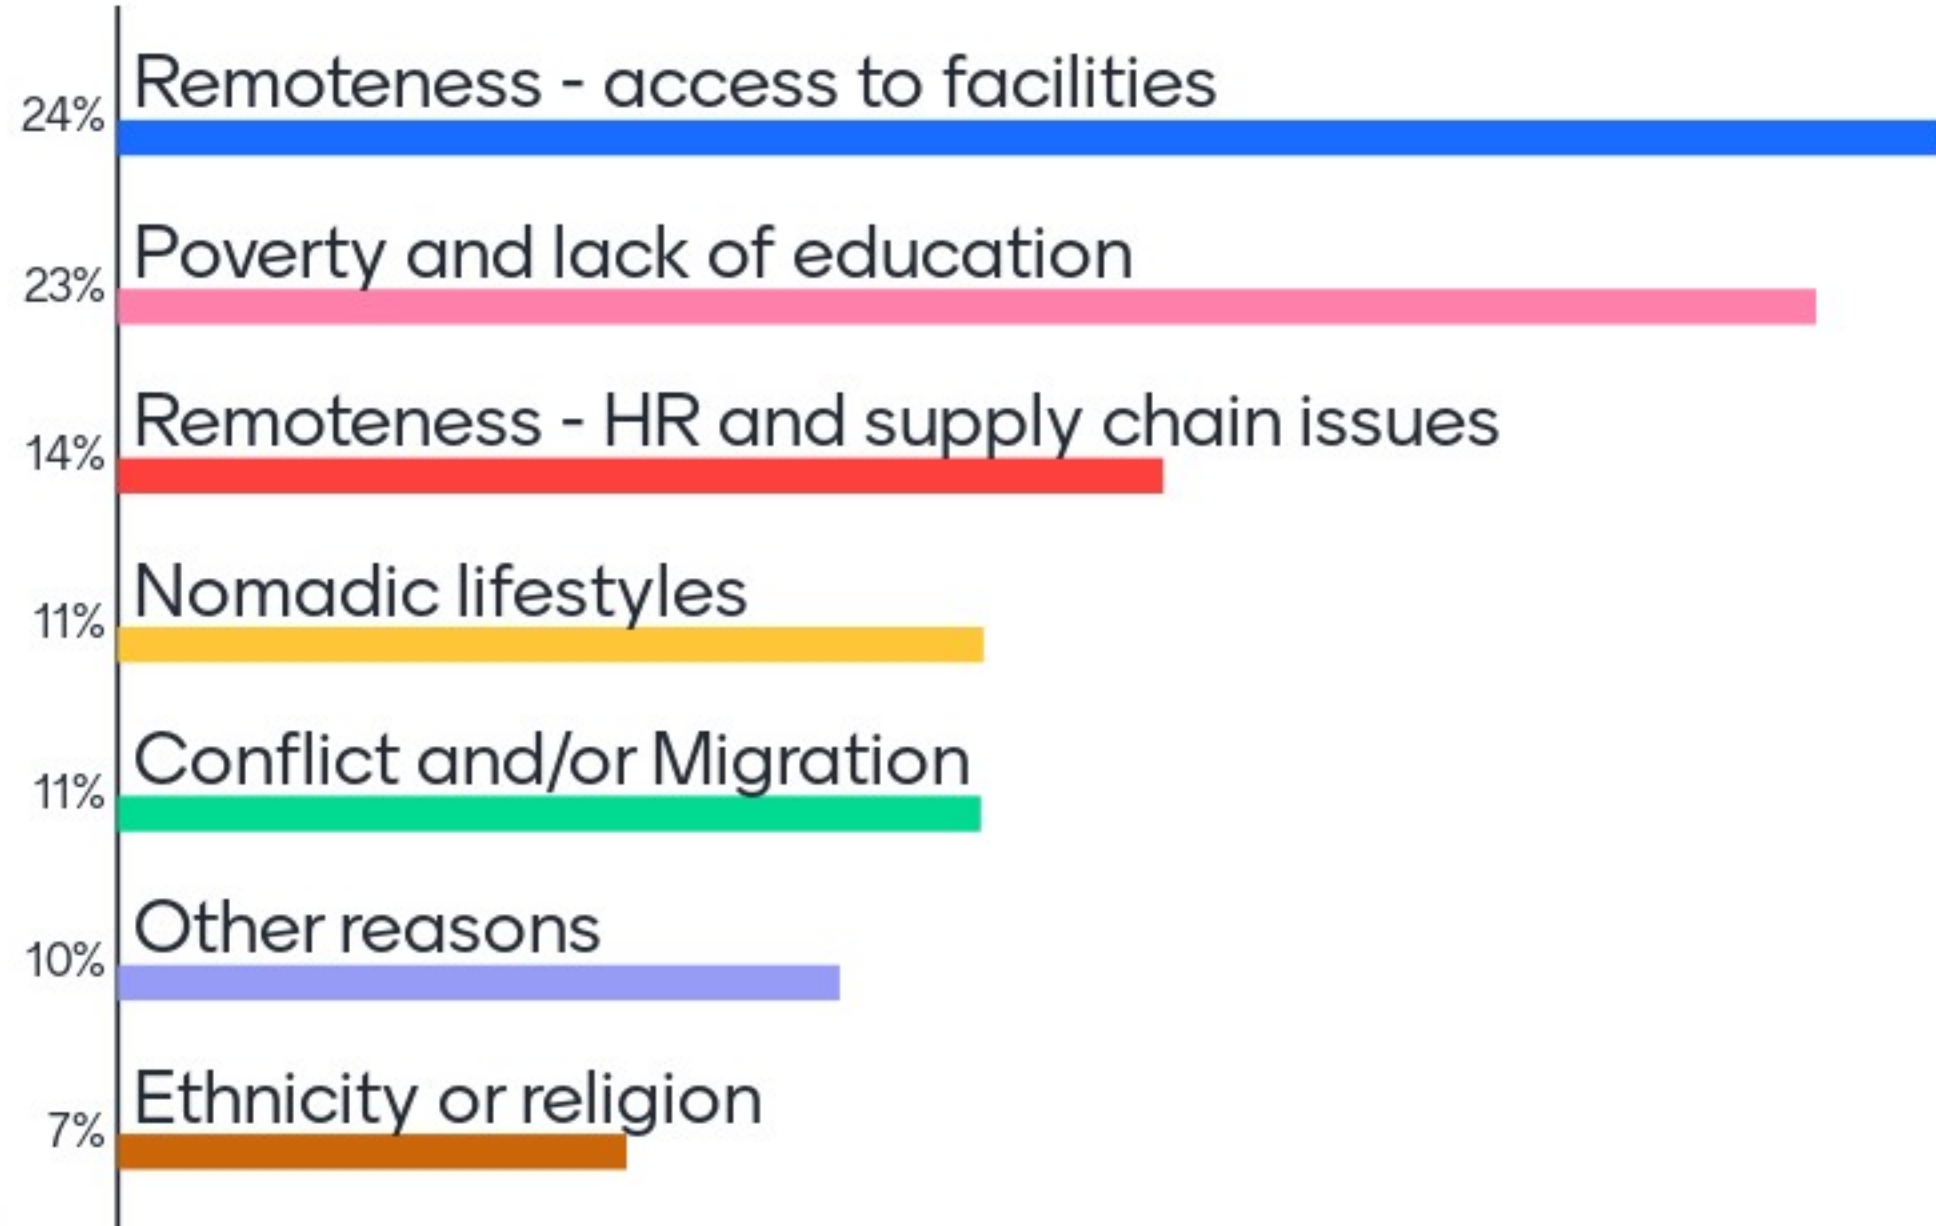 Remoteness - access to facilities
24%
Poverty and lack of education
23%
Remoteness - HR and supply chain issues
14%
Nomadic lifestyles
11%
Conflict and/or Migration
11%
Other reasons
10%
Ethnicity or religion
7%